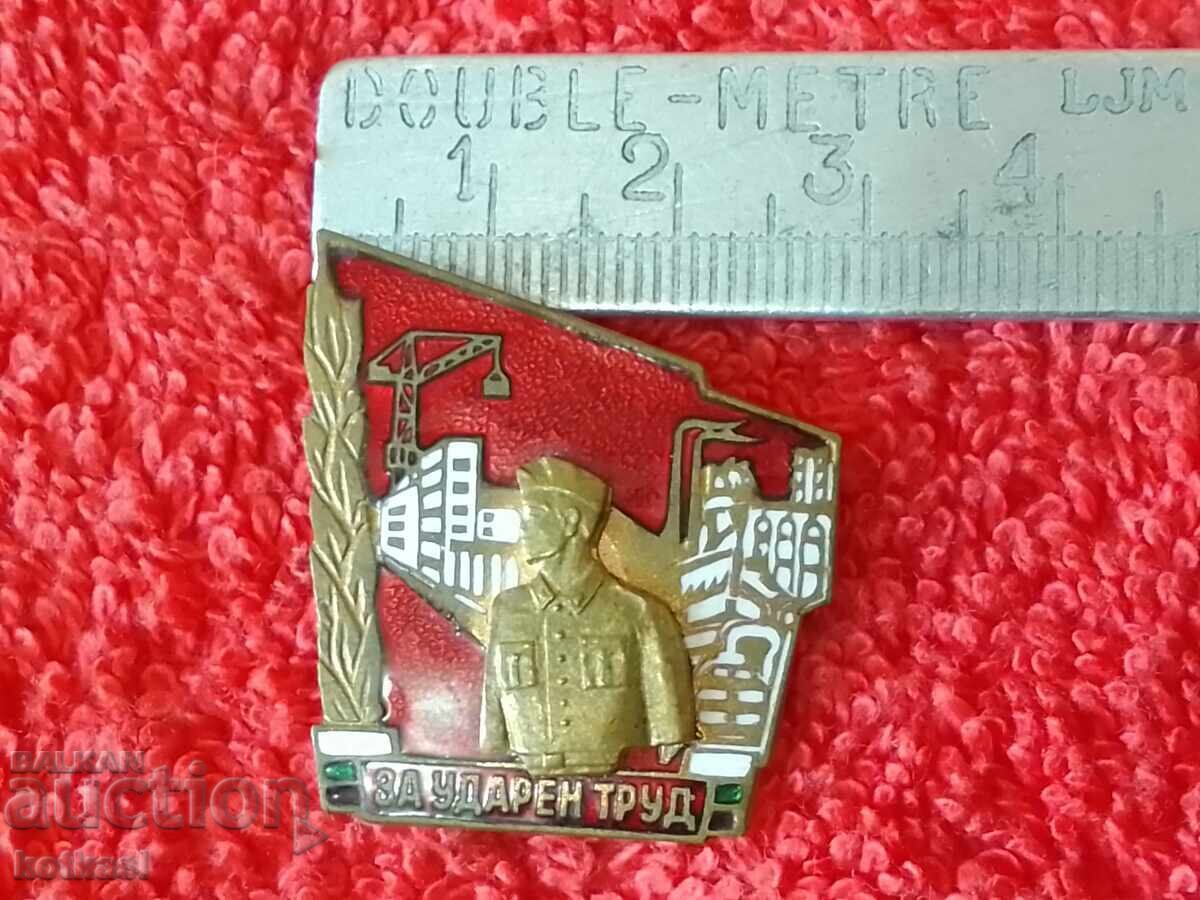 DOUBLE-METRE LJM
1 2 3 4
ЗА УДАРЕН ТРУД
BALKAN
auction
kotkasl